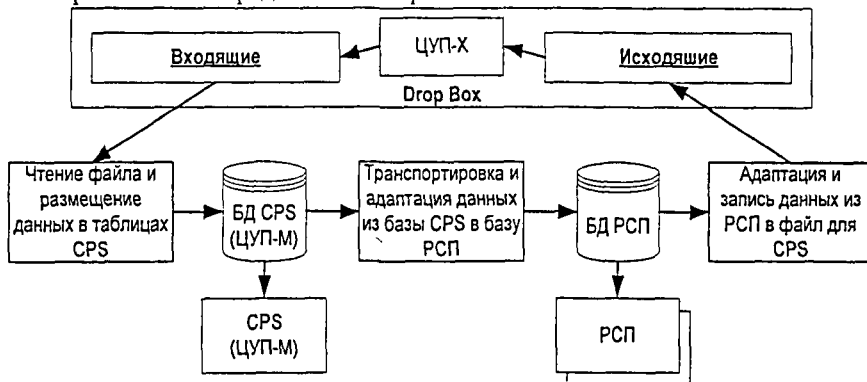 Входящие
ЦУП-Х
Исходяшие
Drop Box
Чтение файла и
размещение
данных в таблицах
CPS
БД CPS
(ЦУП-М)
Транспортировка и
адаптация данных
из базы CPS в базу
РСП
БД РСП
Адаптация и
запись данных из
РСП в файл для
CPS
CPS
(ЦУП-М)
РСП